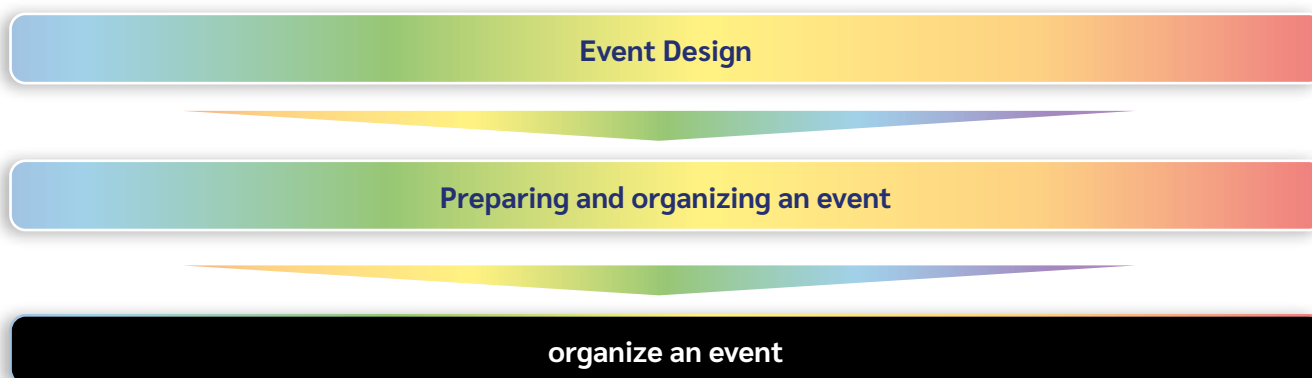 Event Design
Preparing and organizing an event
organize an event